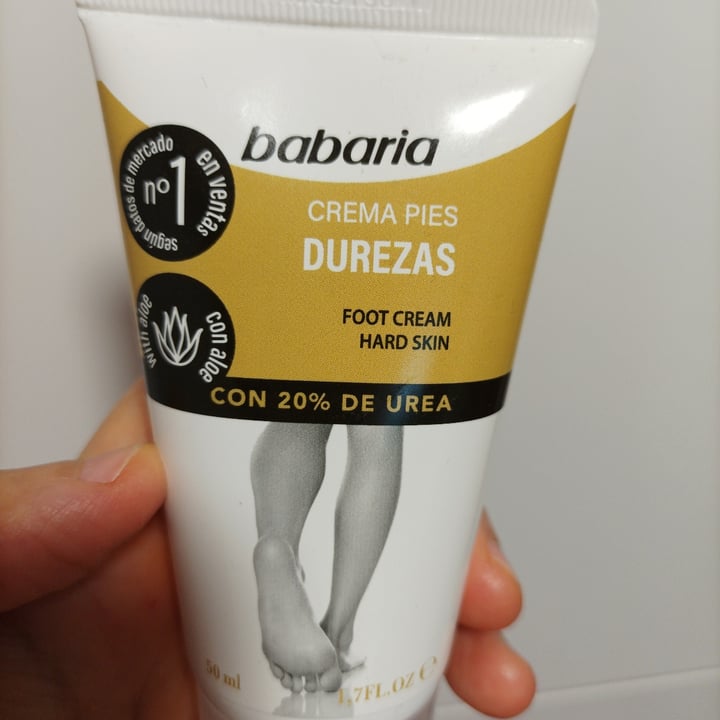 babaria
nº1
en ventas
según datos de mercado
CREMA PIES
DUREZAS
FOOT CREAM
HARD SKIN
with aloe
con aloe
CON 20% DE UREA
50 ml
1,7FL.OZ ℮